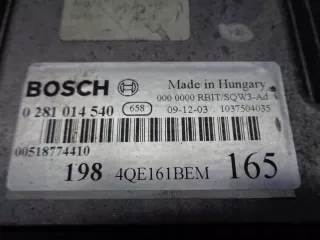 BOSCH Made in Hungary
000 0000 RBIT/SQW3-Ad
0 281 014 540 658 09-12-03 1037504035
00518774410
198 4QE161BEM 165